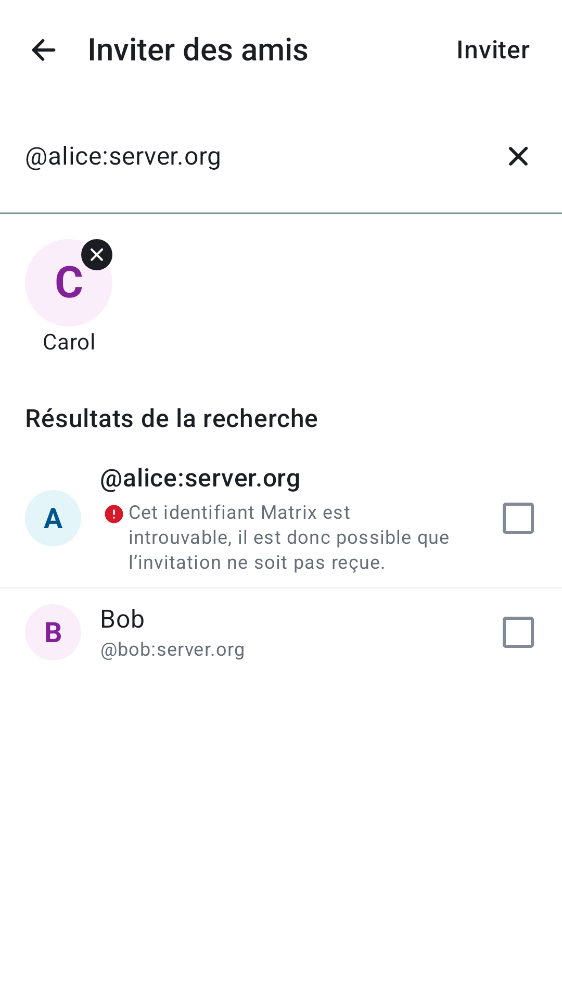 Inviter des amis
Inviter
@alice:server.org
C
Carol
Résultats de la recherche
@alice:server.org
A
Cet identifiant Matrix est
introuvable, il est donc possible que
l’invitation ne soit pas reçue.
B
Bob
@bob:server.org